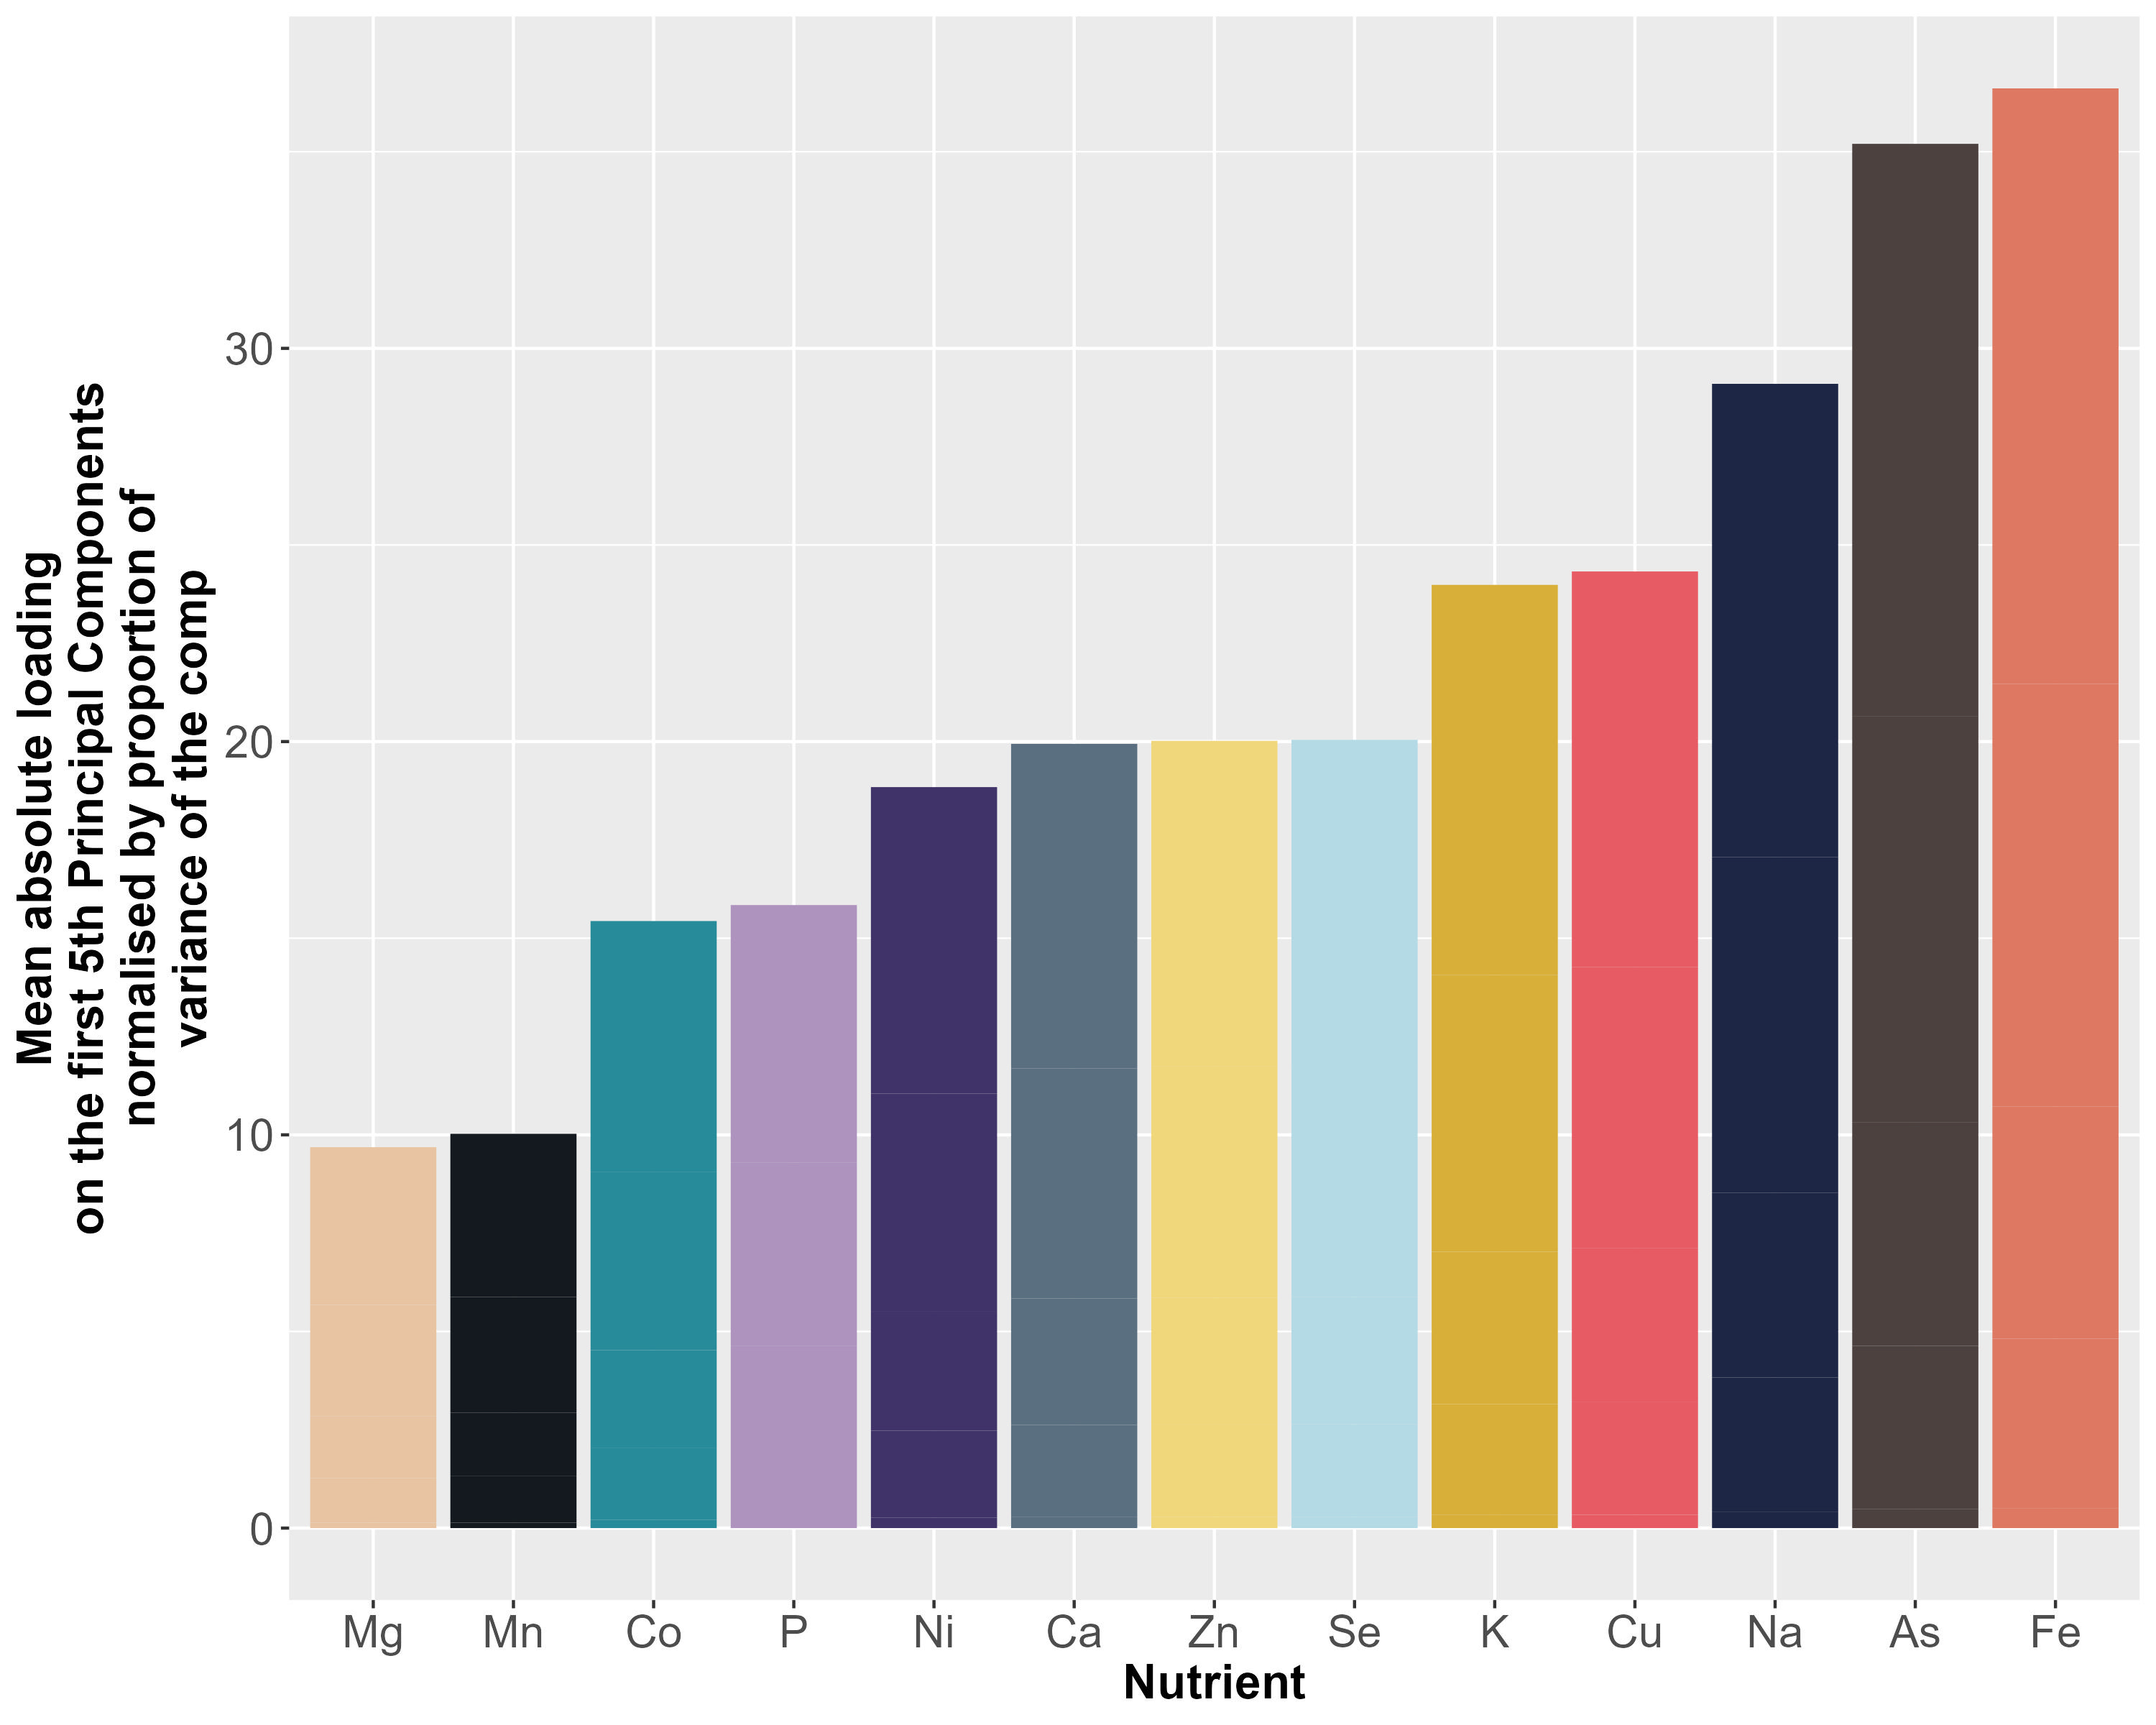 Mean absolute loading
on the first 5th Principal Components
normalised by proportion of
variance of the comp
30
20
10
0
Mg Mn Co P Ni Ca Zn Se K Cu Na As Fe
Nutrient